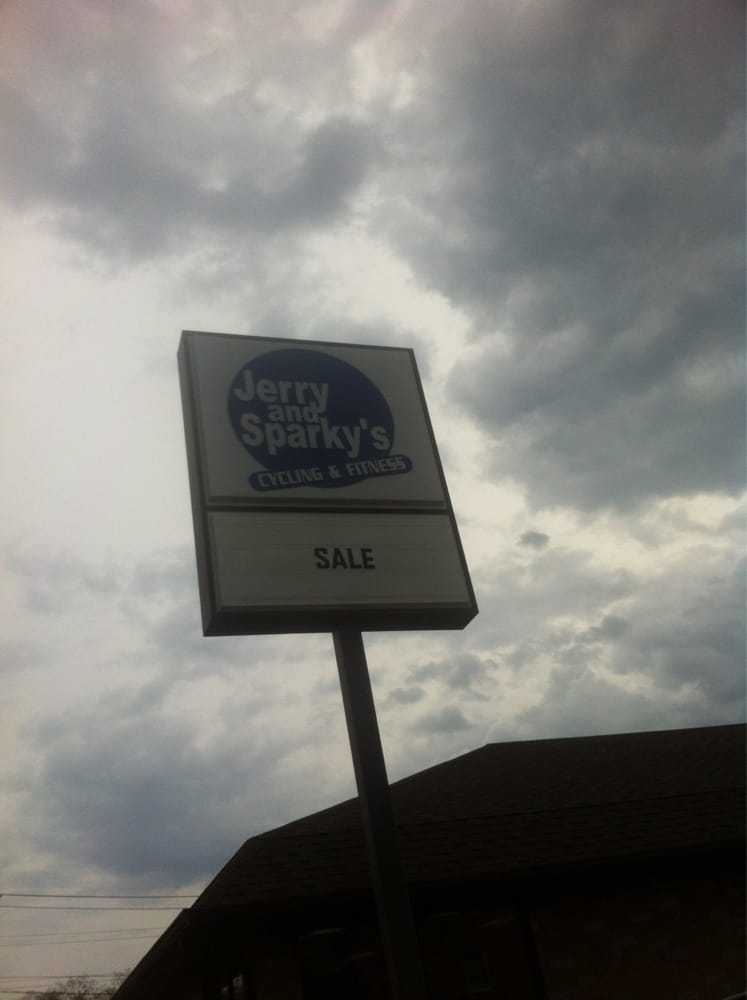 Jerry
and
Sparky's
CYCLING & FITNESS
SALE